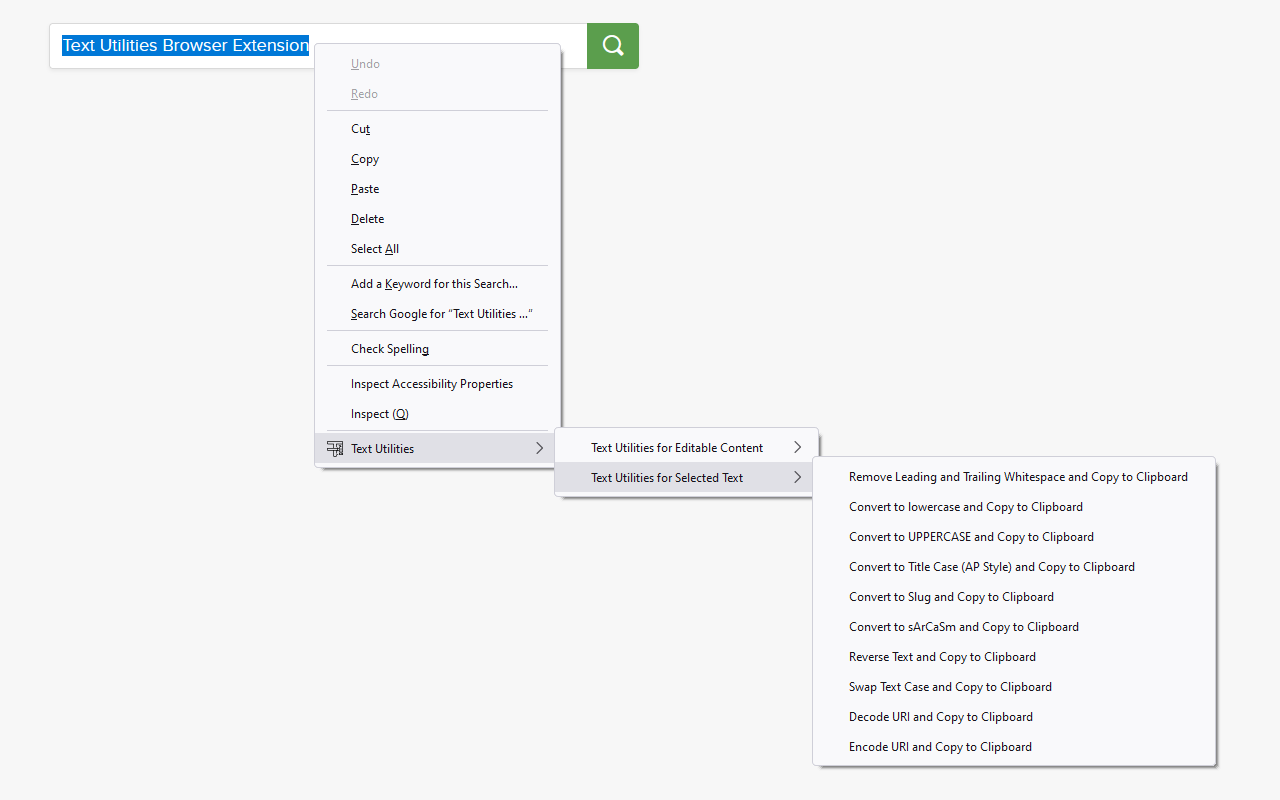 Text Utilities Browser Extension
Undo
Redo
Cut
Copy
Paste
Delete
Select All
Add a Keyword for this Search...
Search Google for “Text Utilities ...”
Check Spelling
Inspect Accessibility Properties
Inspect (Q)
Text Utilities
Text Utilities for Editable Content
Text Utilities for Selected Text
Remove Leading and Trailing Whitespace and Copy to Clipboard
Convert to lowercase and Copy to Clipboard
Convert to UPPERCASE and Copy to Clipboard
Convert to Title Case (AP Style) and Copy to Clipboard
Convert to Slug and Copy to Clipboard
Convert to sArCaSm and Copy to Clipboard
Reverse Text and Copy to Clipboard
Swap Text Case and Copy to Clipboard
Decode URI and Copy to Clipboard
Encode URI and Copy to Clipboard